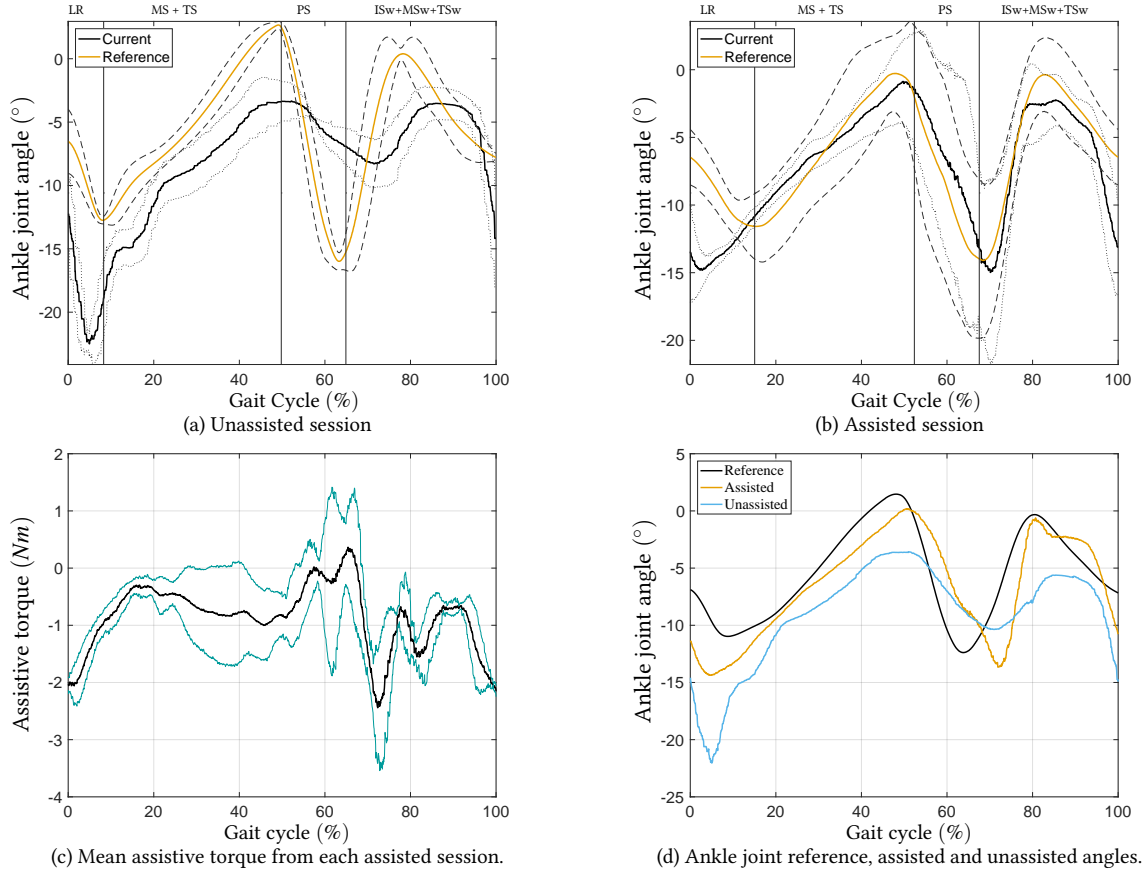 LR MS + TS PS ISw+MSw+TSw
Current
Reference
0
-5
-10
-15
-20
Ankle joint angle (°)
0 20 40 60 80 100
Gait Cycle (%)
(a) Unassisted session
LR MS + TS PS ISw+MSw+TSw
Current
Reference
0
-5
-10
-15
-20
Ankle joint angle (°)
0 20 40 60 80 100
Gait Cycle (%)
(b) Assisted session
2
1
0
-1
-2
-3
-4
Assistive torque (Nm)
0 20 40 60 80 100
Gait cycle (%)
(c) Mean assistive torque from each assisted session.
Reference
Assisted
Unassisted
5
0
-5
-10
-15
-20
-25
Ankle joint angle (°)
0 20 40 60 80 100
Gait cycle (%)
(d) Ankle joint reference, assisted and unassisted angles.